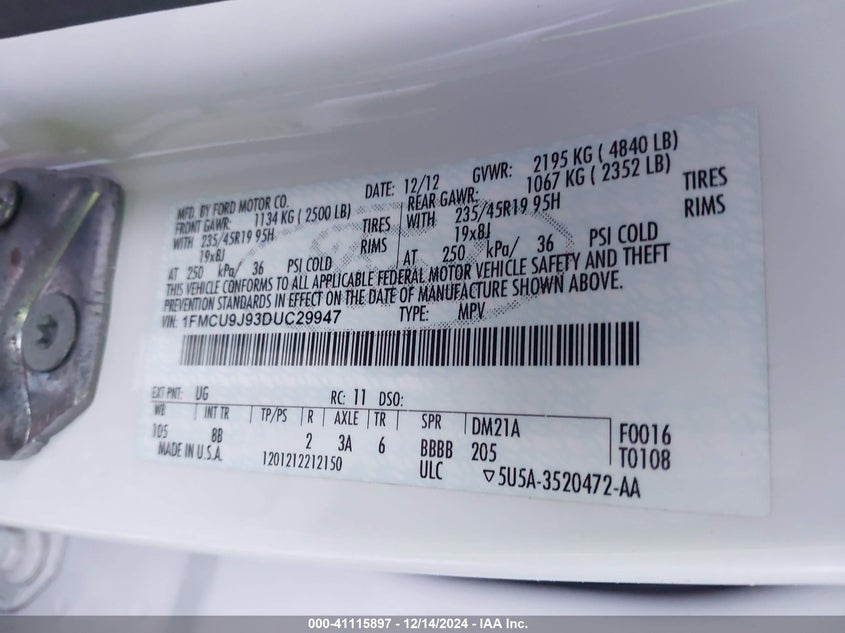 MFD. BY FORD MOTOR CO. DATE: 12/12 GVWR: 2195 KG ( 4840 LB)
FRONT GAWR: 1134 KG ( 2500 LB) REAR GAWR: 1067 KG ( 2352 LB)
WITH 235/45R19 95H TIRES WITH 235/45R19 95H TIRES
19x8J RIMS 19x8J RIMS
AT 250 kPa/ 36 PSI COLD AT 250 kPa/ 36 PSI COLD
THIS VEHICLE CONFORMS TO ALL APPLICABLE FEDERAL MOTOR VEHICLE SAFETY AND THEFT
PREVENTION STANDARDS IN EFFECT ON THE DATE OF MANUFACTURE SHOWN ABOVE.
VIN: 1FMCU9J93DUC29947 TYPE: MPV
EXT PNT: UG RC: 11 DSO:
WB INT TR TP/PS R AXLE TR SPR DM21A F0016
105 8B 2 3A 6 BBBB 205 T0108
MADE IN U.S.A. 1201212212150 ULC ▽5U5A-3520472-AA
000-41115897 - 12/14/2024 - IAA Inc.